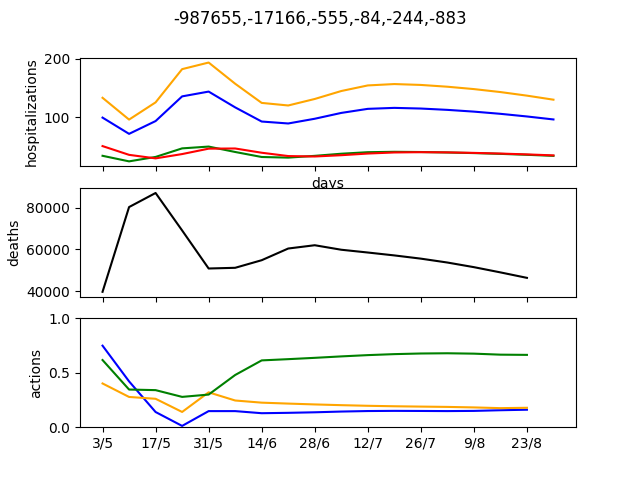 -987655,-17166,-555,-84,-244,-883
200
100
hospitalizations
days
80000
60000
40000
deaths
1.0
0.5
0.0
actions
3/5 17/5 31/5 14/6 28/6 12/7 26/7 9/8 23/8